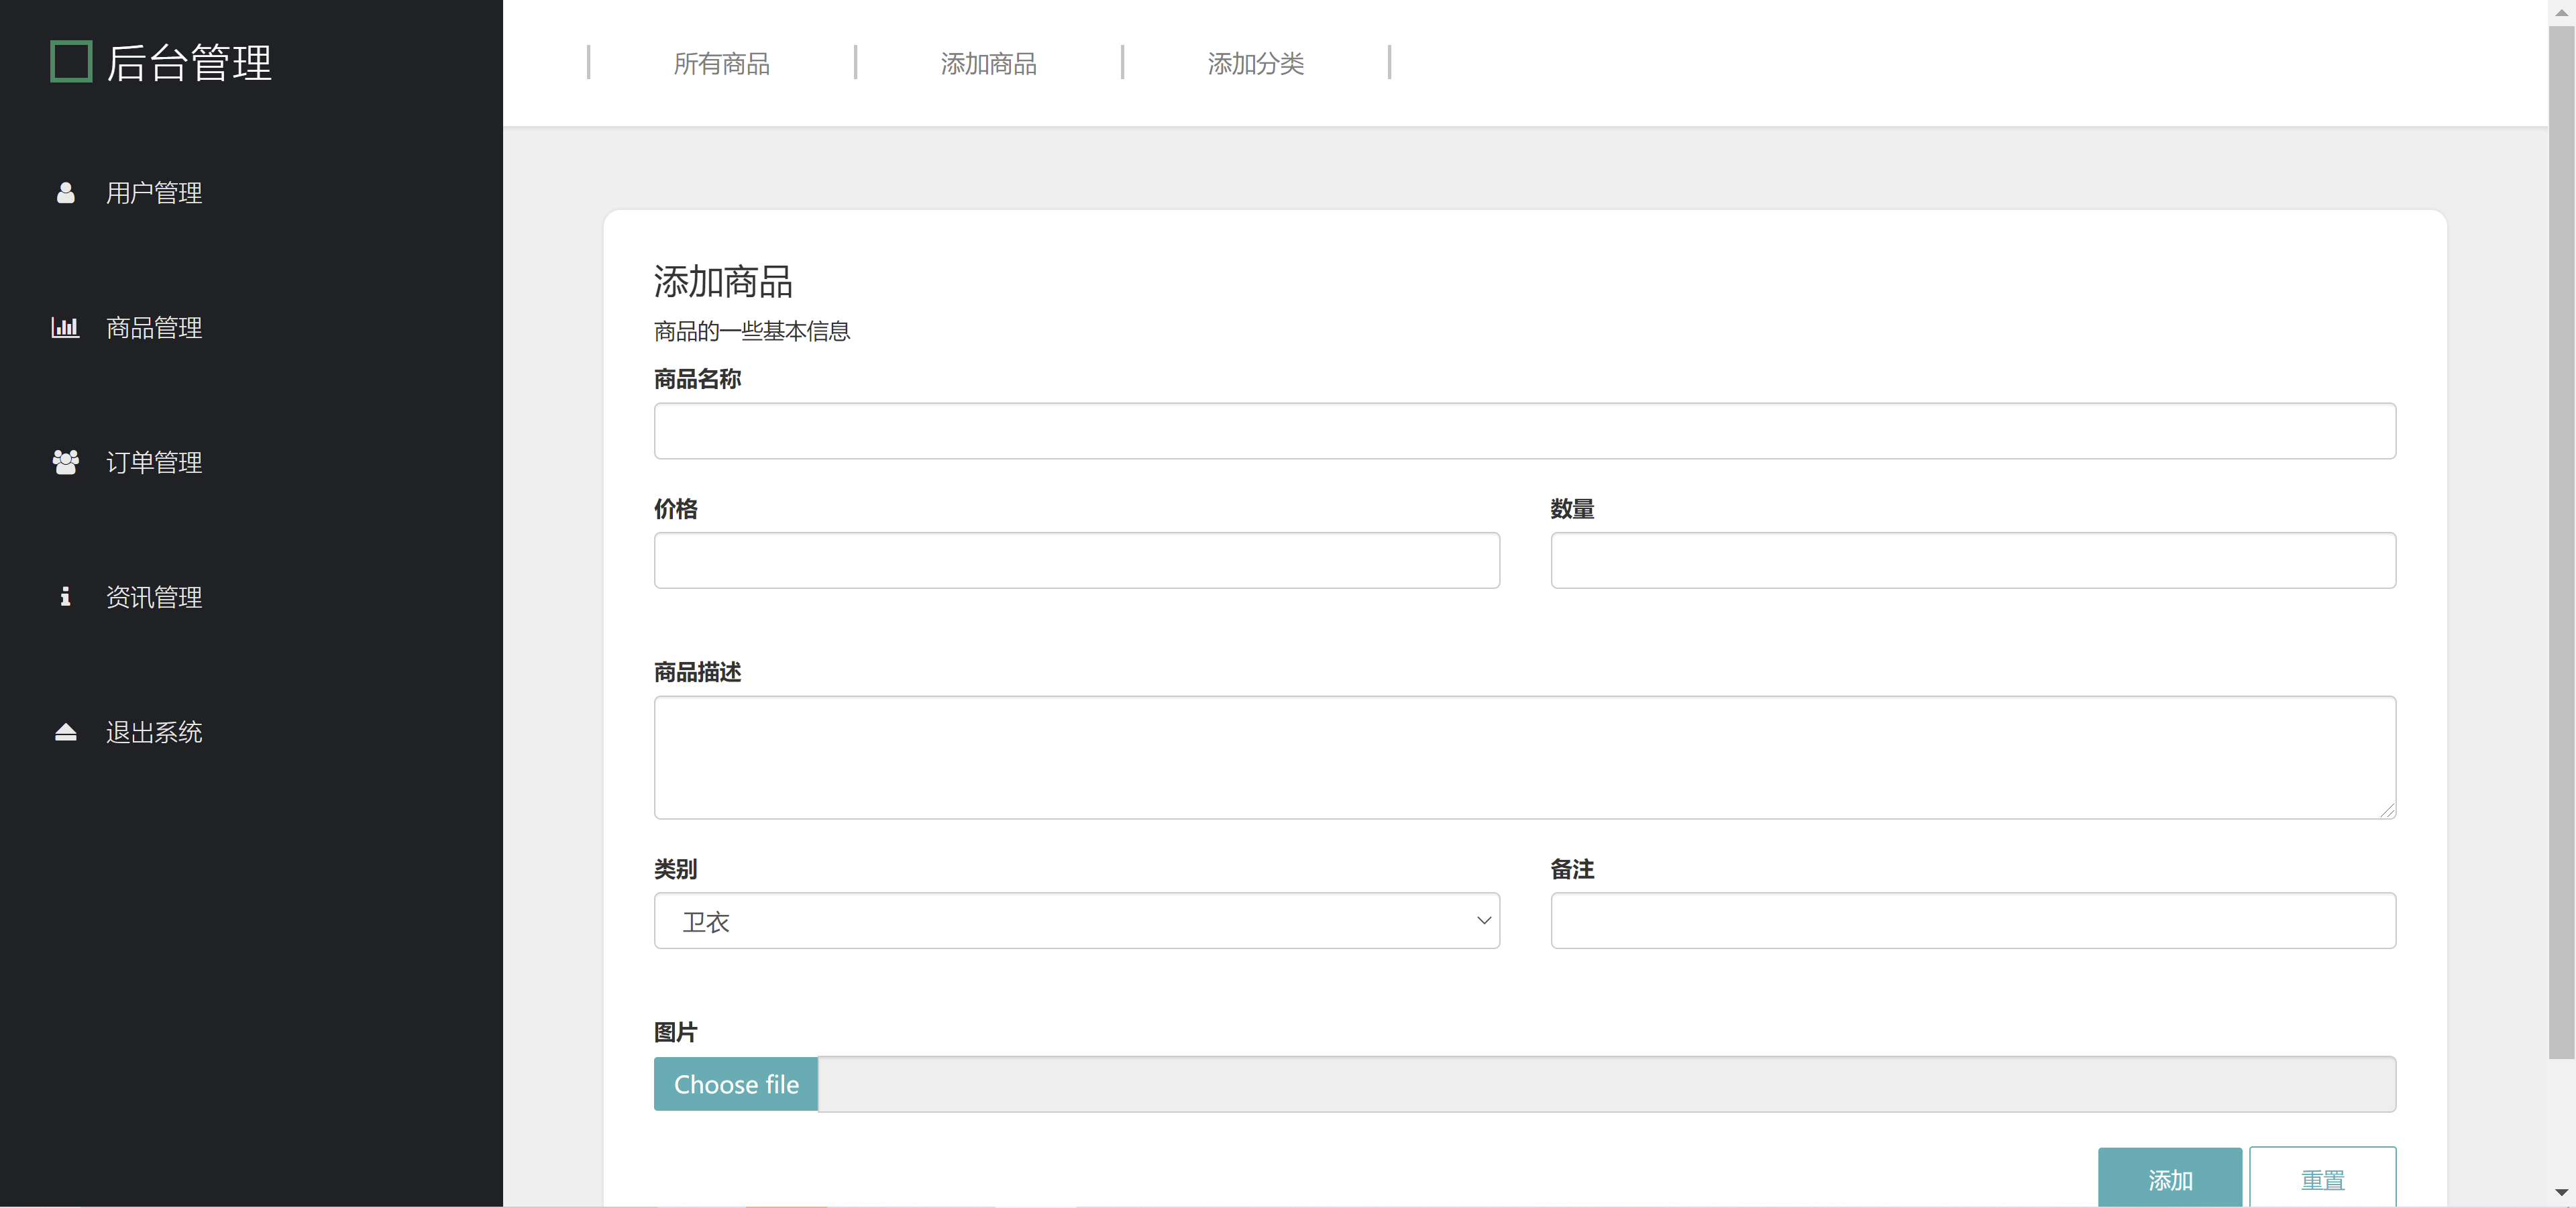 后台管理
所有商品
添加商品
添加分类
用户管理
商品管理
订单管理
资讯管理
退出系统
添加商品
商品的一些基本信息
商品名称
价格
数量
商品描述
类别
备注
卫衣
图片
Choose file
添加
重置